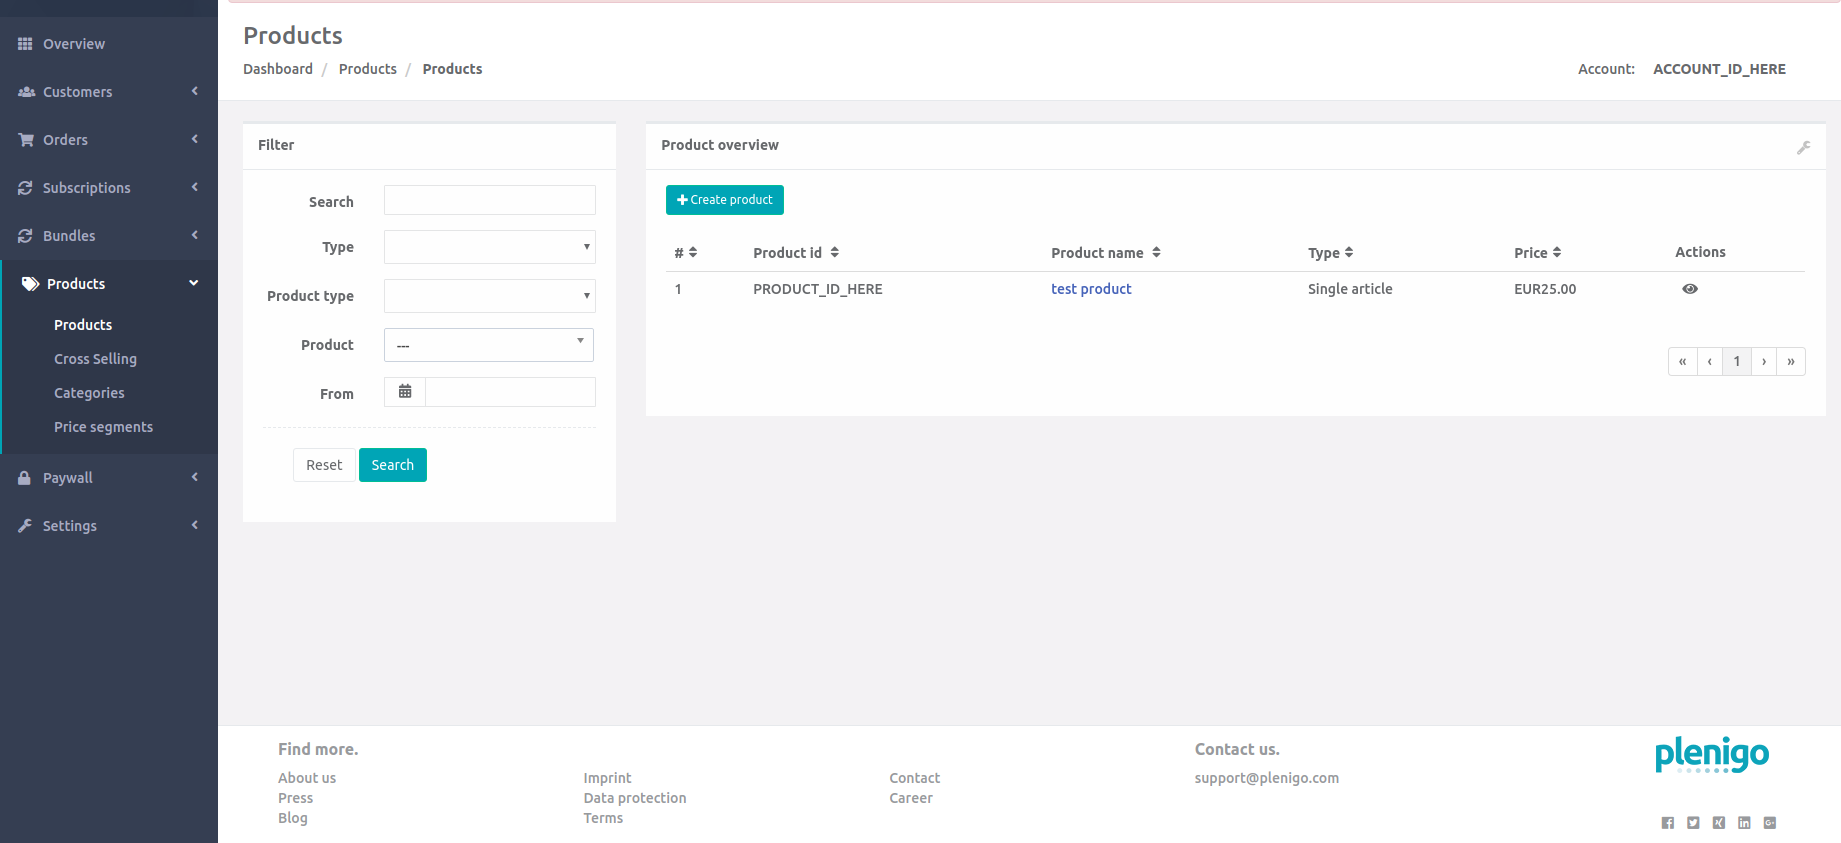 Overview
Customers
Orders
Subscriptions
Bundles
Products
Products
Cross Selling
Categories
Price segments
Paywall
Settings
Products
Dashboard / Products / Products
Account: ACCOUNT_ID_HERE
Filter
Search
Type
Product type
Product ---
From
Reset Search
Product overview
Create product
# Product id Product name Type Price Actions
1 PRODUCT_ID_HERE test product Single article EUR25.00
« ‹ 1 › »
Find more.
About us
Press
Blog
Imprint
Data protection
Terms
Contact
Career
Contact us.
support@plenigo.com
plenigo